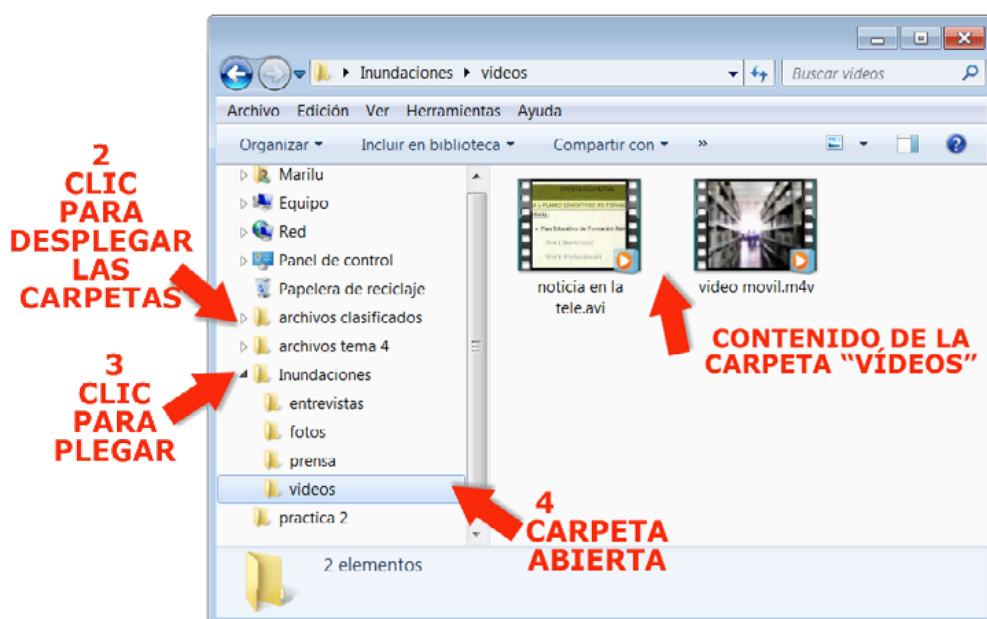 Inundaciones videos
Buscar videos
Archivo Edición Ver Herramientas Ayuda
Organizar Incluir en biblioteca Compartir con »
2
CLIC
PARA
DESPLEGAR
LAS
CARPETAS
3
CLIC
PARA
PLEGAR
Marilu
Equipo
Red
Panel de control
Papelera de reciclaje
archivos clasificados
archivos tema 4
Inundaciones
entrevistas
fotos
prensa
videos
practica 2
noticia en la
tele.avi
video movil.m4v
CONTENIDO DE LA
CARPETA “VÍDEOS”
4
CARPETA
ABIERTA
2 elementos